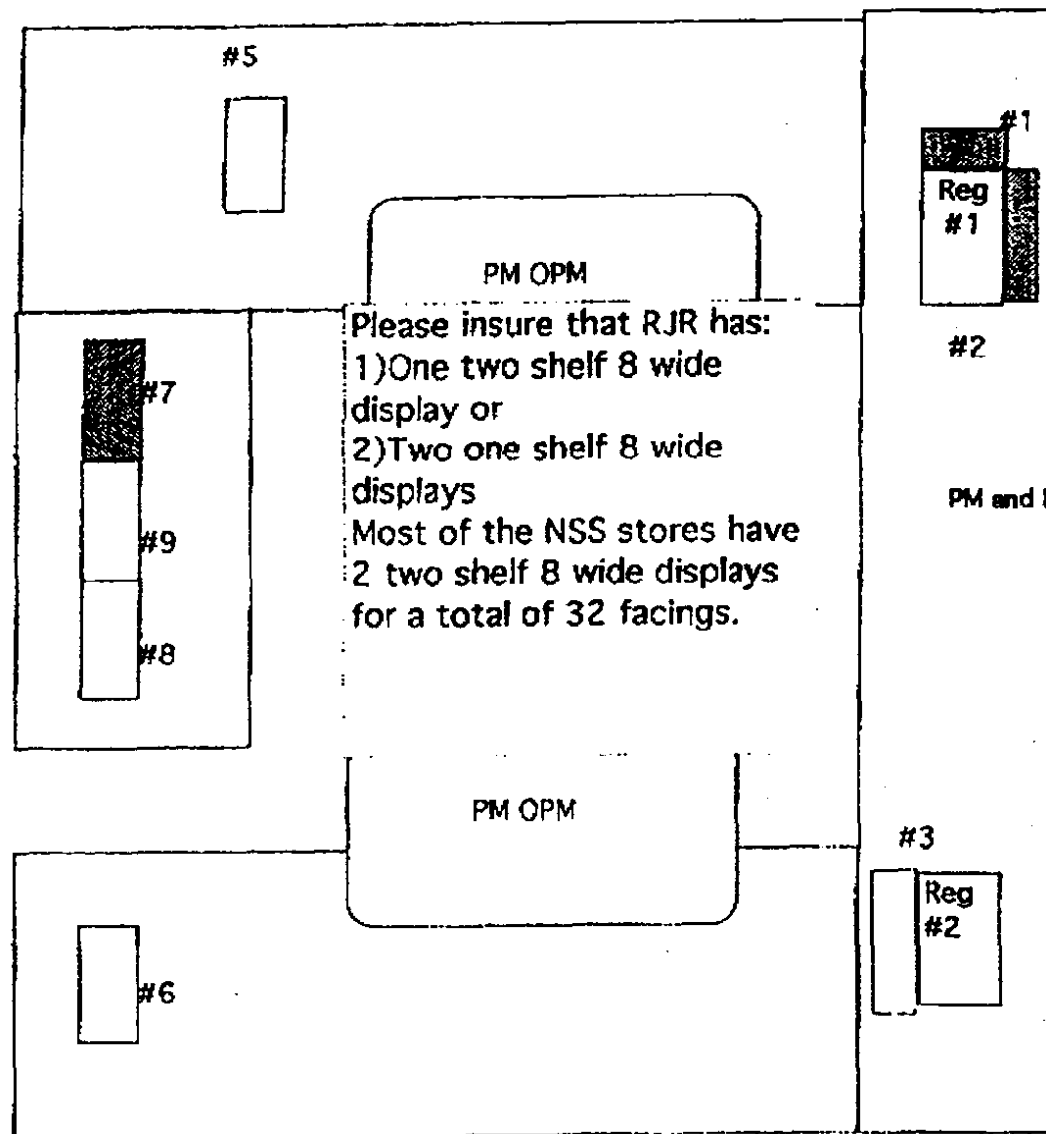 #5
#1
Reg
#1
PM OPM
Please insure that RJR has:
1)One two shelf 8 wide
display or
2)Two one shelf 8 wide
displays
Most of the NSS stores have
2 two shelf 8 wide displays
for a total of 32 facings.
#2
#7
PM and
#9
#8
PM OPM
#3
Reg
#2
#6